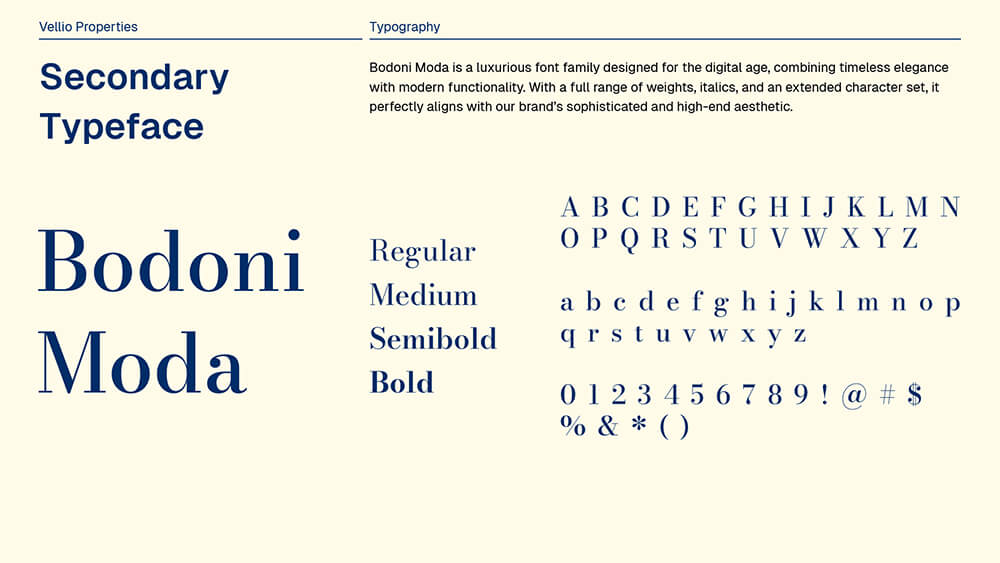 Vellio Properties
Typography
Secondary
Typeface
Bodoni Moda is a luxurious font family designed for the digital age, combining timeless elegance
with modern functionality. With a full range of weights, italics, and an extended character set, it
perfectly aligns with our brand's sophisticated and high-end aesthetic.
Bodoni
Moda
Regular
Medium
Semibold
Bold
A B C D E F G H I J K L M N
O P Q R S T U V W X Y Z
a b c d e f g h i j k l m n o p
q r s t u v w x y z
0 1 2 3 4 5 6 7 8 9 ! @ # $
% & * ( )